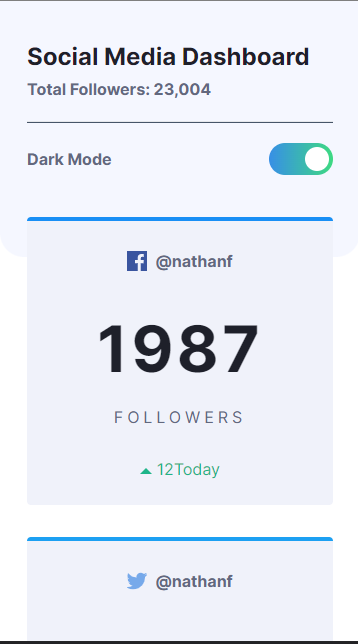 Social Media Dashboard
Total Followers: 23,004
Dark Mode
@nathanf
1987
FOLLOWERS
12Today
@nathanf